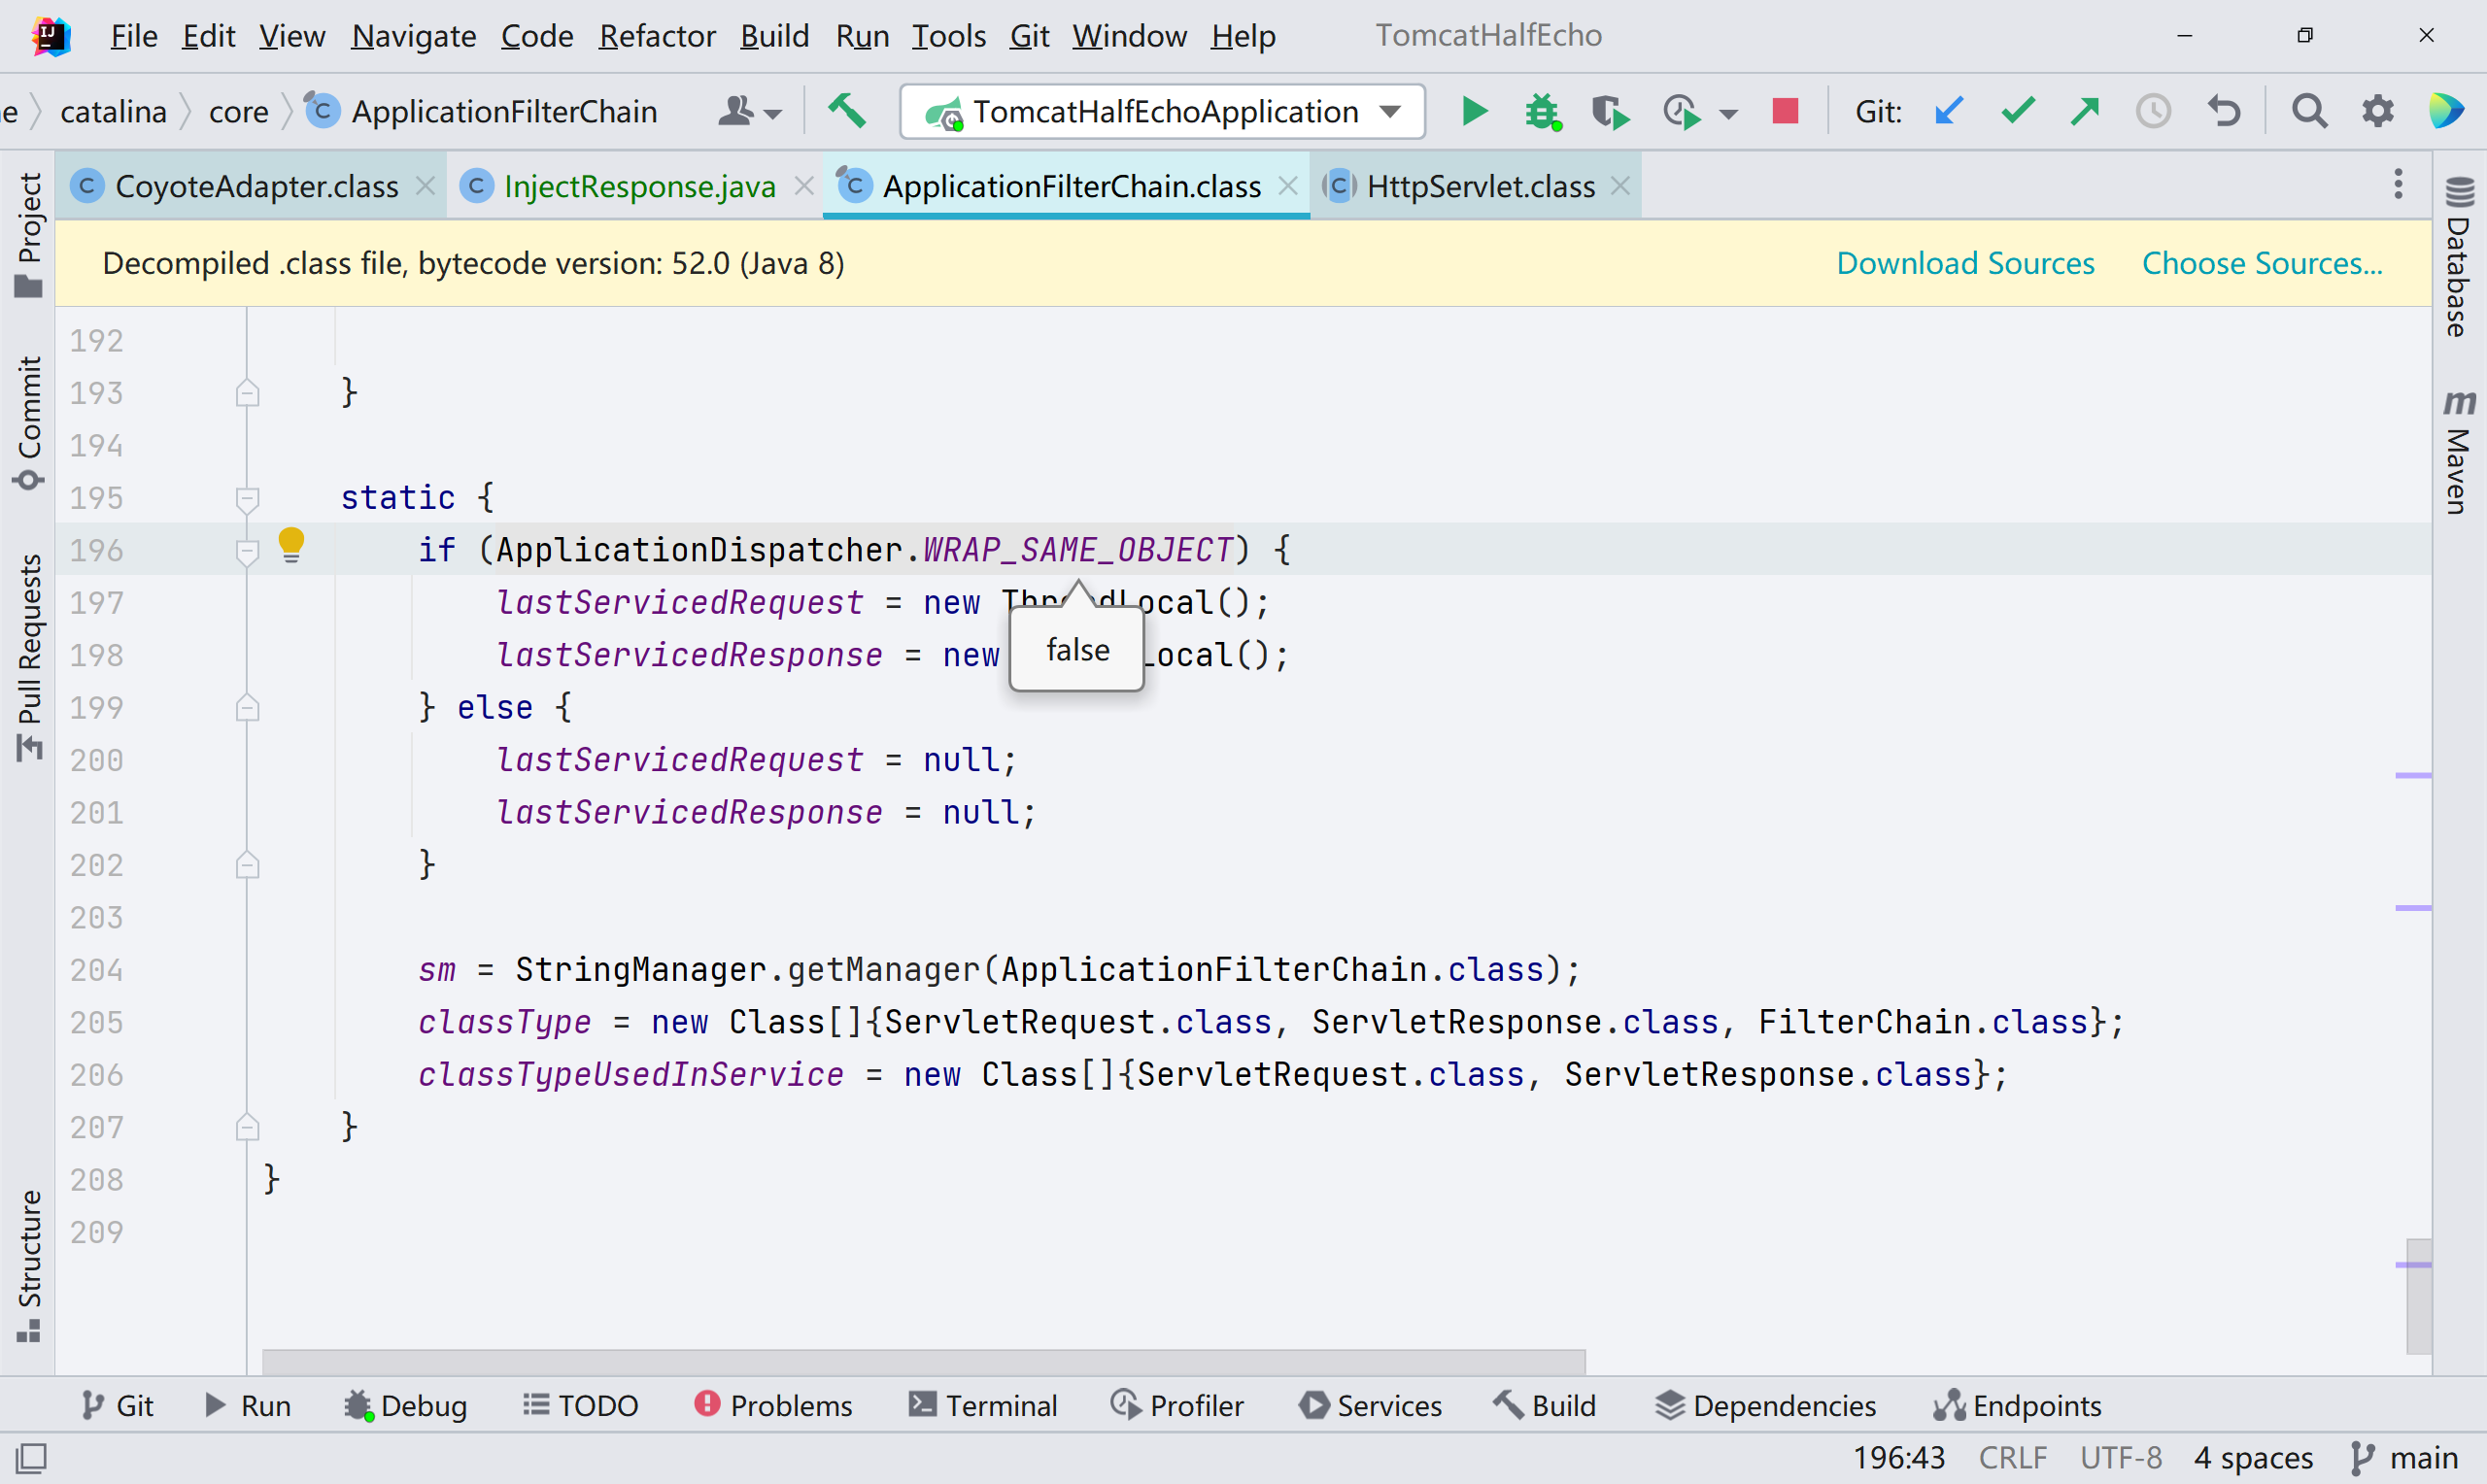 File Edit View Navigate Code Refactor Build Run Tools Git Window Help TomcatHalfEcho
e catalina core ApplicationFilterChain TomcatHalfEchoApplication Git:
CoyoteAdapter.class InjectResponse.java ApplicationFilterChain.class HttpServlet.class
Decompiled .class file, bytecode version: 52.0 (Java 8) Download Sources Choose Sources...
Project
Commit
Pull Requests
Structure
192
193 }
194
195 static {
196 if (ApplicationDispatcher.WRAP_SAME_OBJECT) {
197 lastServicedRequest = new ThreadLocal();
198 lastServicedResponse = new Local();
false
199 } else {
200 lastServicedRequest = null;
201 lastServicedResponse = null;
202 }
203
204 sm = StringManager.getManager(ApplicationFilterChain.class);
205 classType = new Class[]{ServletRequest.class, ServletResponse.class, FilterChain.class};
206 classTypeUsedInService = new Class[]{ServletRequest.class, ServletResponse.class};
207 }
208 }
209
Database
Maven
Git Run Debug TODO Problems Terminal Profiler Services Build Dependencies Endpoints
196:43 CRLF UTF-8 4 spaces main